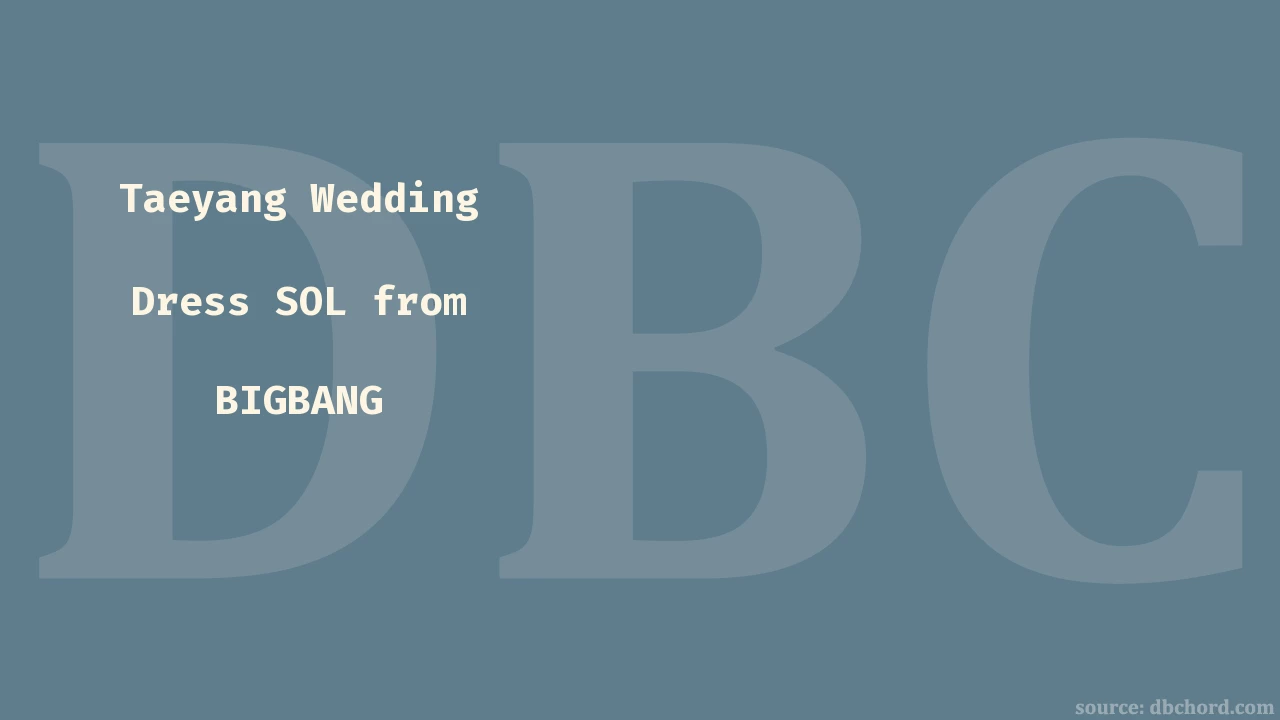 DBC
Taeyang Wedding
Dress SOL from
BIGBANG
source: dbchord.com